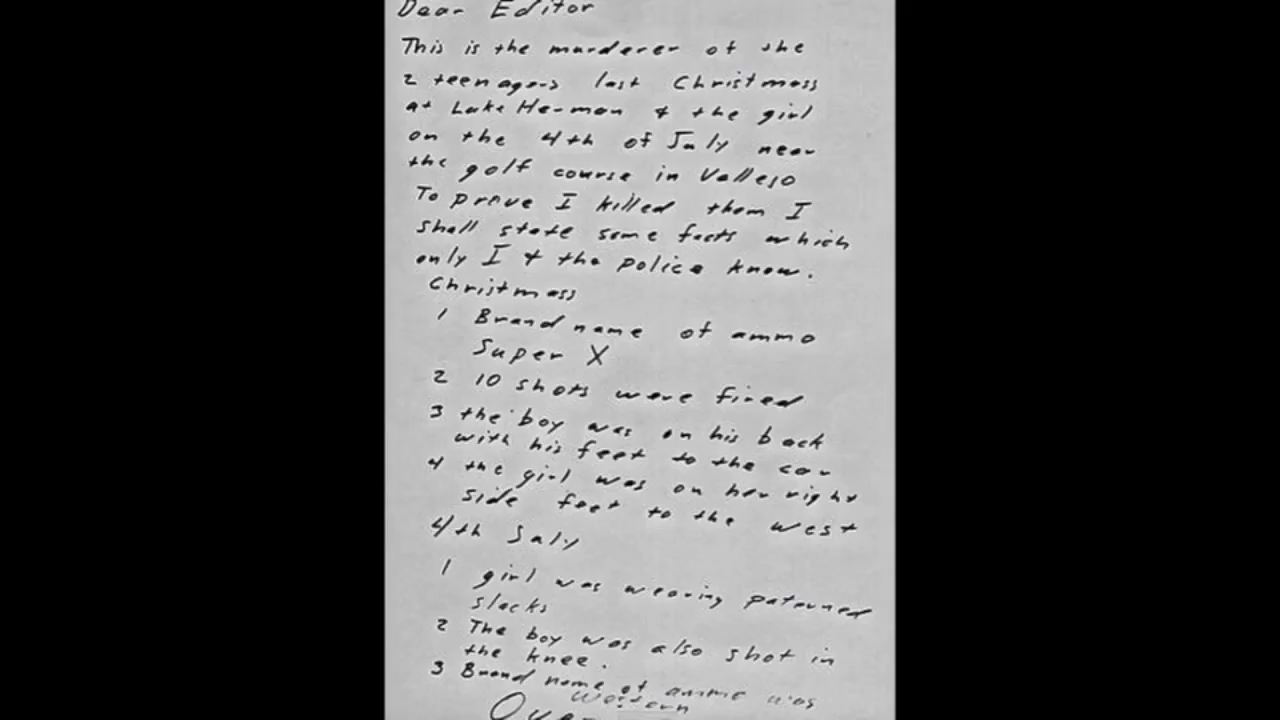 Dear Editor
This is the murderer of the
2 teenagers last Christmass
at Lake Herman & the girl
on the 4th of July near
the golf course in Vallejo
To prove I killed them I
shall state some facts which
only I & the police know.
Christmass
1 Brand name of ammo
Super X
2 10 shots were fired
3 the boy was on his back
with his feet to the car
4 the girl was on her right
side feet to the west
4th July
1 girl was wearing paterned
slacks
2 The boy was also shot in
the knee.
3 Brand name of ammo was
Western
Over